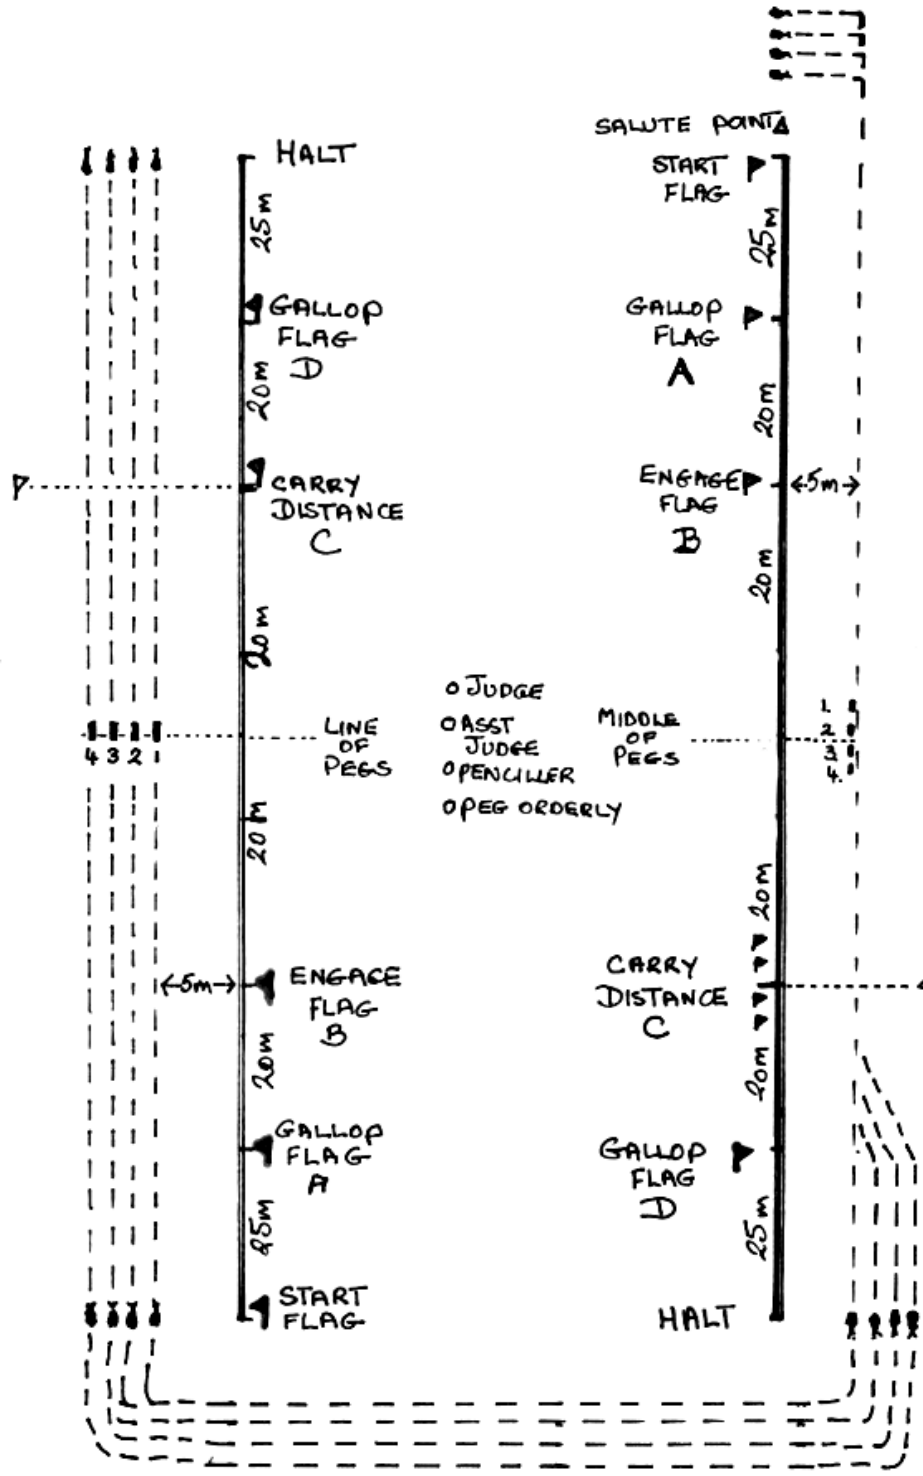 SALUTE POINT
HALT
START
FLAG
25m
25m
GALLOP
FLAG
D
GALLOP
FLAG
A
20m
20m
CARRY
DISTANCE
C
ENGAGE
FLAG
B
5m
20m
20m
JUDGE
ASST
JUDGE
PENCILLER
PEG ORDERLY
LINE
OF
PEGS
MIDDLE
OF
PEGS
1.
2
3
4.
4 3 2 1
20m
20m
5m
ENGAGE
FLAG
B
CARRY
DISTANCE
C
20m
20m
GALLOP
FLAG
A
GALLOP
FLAG
D
25m
25m
START
FLAG
HALT